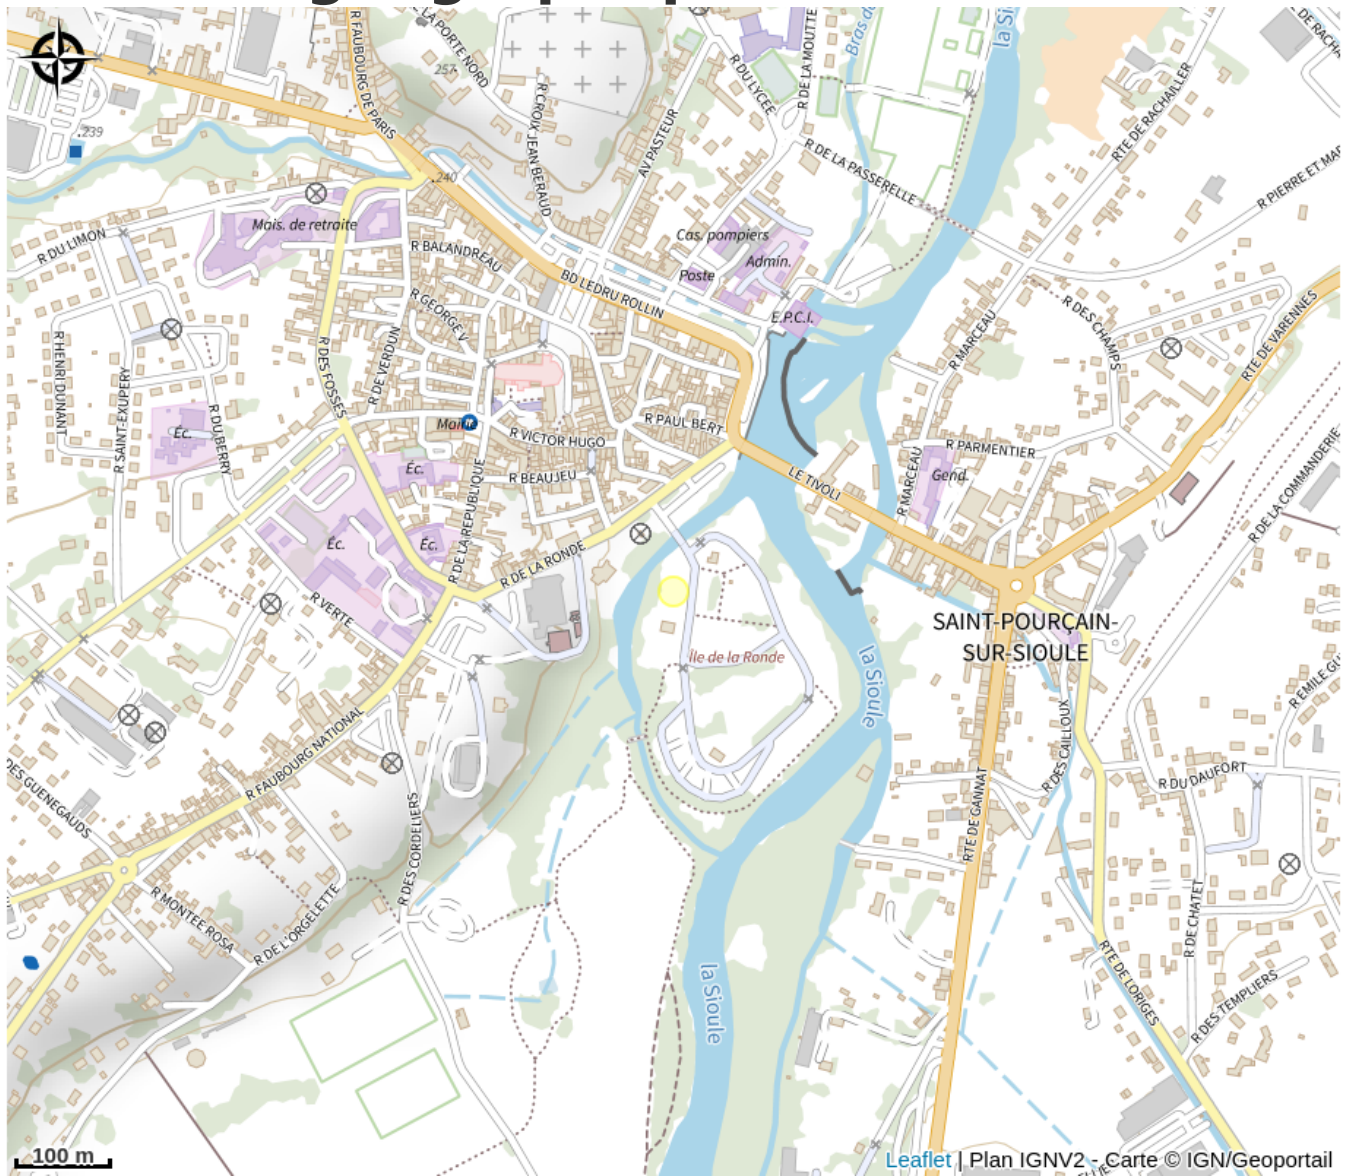 R FAUBOURG DE PARIS
DE LA PORTE NORD
257
R CROIX JEAN BERAUD
AV PASTEUR
R DU LYCEE
R DE LA MOUTTE
Bras
la
RTE DE RACHAILLER
DE
239
240
R DE LA PASSERELLE
R PIERRE ET
Mais. de retraite
R DU LIMON
R BALANDREAU
Cas. pompiers
Admin.
Poste
BD LEDRU ROLLIN
E.P.C.I.
R GEORGEV
R HENRI DUNANT
R SAINT-EXUPERY
R DES FOSSES
R DE VERDUN
R MARCEAU
R DES CHAMPS
RTE DE VARENNES
Éc.
R DU BERRY
Mairie
R VICTOR HUGO
R PAUL BERT
R PARMENTIER
R BEAUJEU
LE TIVOLI
R MARCEAU
Gend.
R DE LA COMMANDERIE
Éc.
Éc.
Éc.
R DE LA REPUBLIQUE
R DE LA RONDE
R VERTE
SAINT-POURÇAIN-
SUR-SIOULE
Île de la Ronde
la Sioule
R EMILE
R FAUBOURG NATIONAL
DES GUENEGAUDS
R DES CAILLOUX
R DU DAUFORT
R DES CORDELIERS
RTE DE GANNAT
R MONTEE ROSA
R DE L'ORGELETTE
R DE CHATET
la Sioule
RTE DE LORIGES
R DES TEMPLIERS
100 m
Leaflet | Plan IGNV2 - Carte © IGN/Geoportail